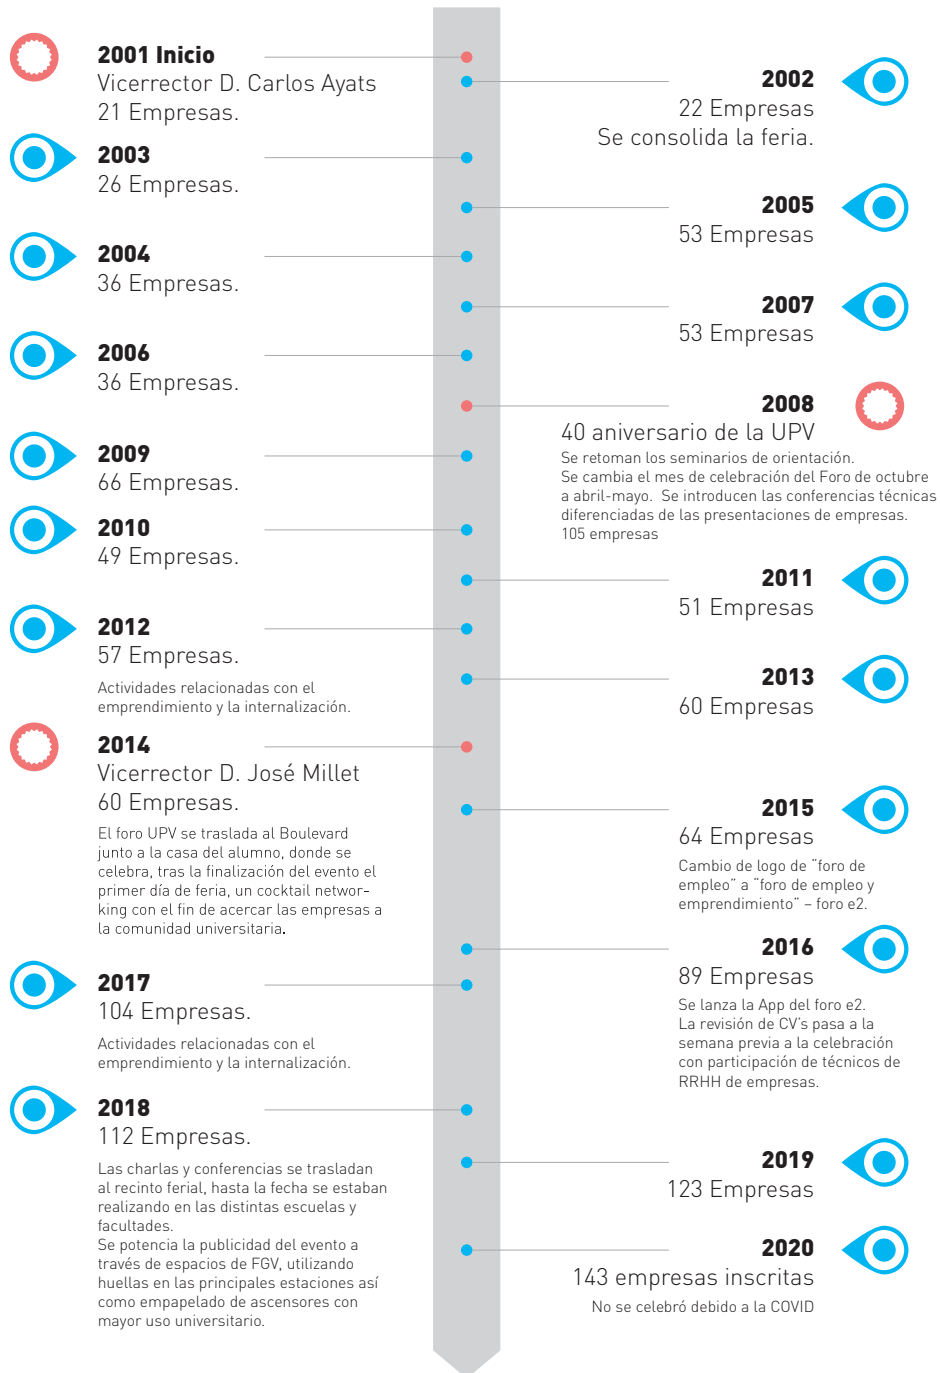 2001 Inicio
Vicerrector D. Carlos Ayats
21 Empresas.
2002
22 Empresas
Se consolida la feria.
2003
26 Empresas.
2005
53 Empresas
2004
36 Empresas.
2007
53 Empresas
2006
36 Empresas.
2008
40 aniversario de la UPV
Se retoman los seminarios de orientación.
Se cambia el mes de celebración del Foro de octubre
a abril-mayo. Se introducen las conferencias técnicas
diferenciadas de las presentaciones de empresas.
105 empresas
2009
66 Empresas.
2010
49 Empresas.
2011
51 Empresas
2012
57 Empresas.
Actividades relacionadas con el
emprendimiento y la internalización.
2013
60 Empresas
2014
Vicerrector D. José Millet
60 Empresas.
El foro UPV se traslada al Boulevard
junto a la casa del alumno, donde se
celebra, tras la finalización del evento el
primer día de feria, un cocktail networ-
king con el fin de acercar las empresas a
la comunidad universitaria.
2015
64 Empresas
Cambio de logo de "foro de
empleo" a "foro de empleo y
emprendimiento" – foro e2.
2016
89 Empresas
Se lanza la App del foro e2.
La revisión de CV's pasa a la
semana previa a la celebración
con participación de técnicos de
RRHH de empresas.
2017
104 Empresas.
Actividades relacionadas con el
emprendimiento y la internalización.
2018
112 Empresas.
Las charlas y conferencias se trasladan
al recinto ferial, hasta la fecha se estaban
realizando en las distintas escuelas y
facultades.
Se potencia la publicidad del evento a
través de espacios de FGV, utilizando
huellas en las principales estaciones así
como empapelado de ascensores con
mayor uso universitario.
2019
123 Empresas
2020
143 empresas inscritas
No se celebró debido a la COVID